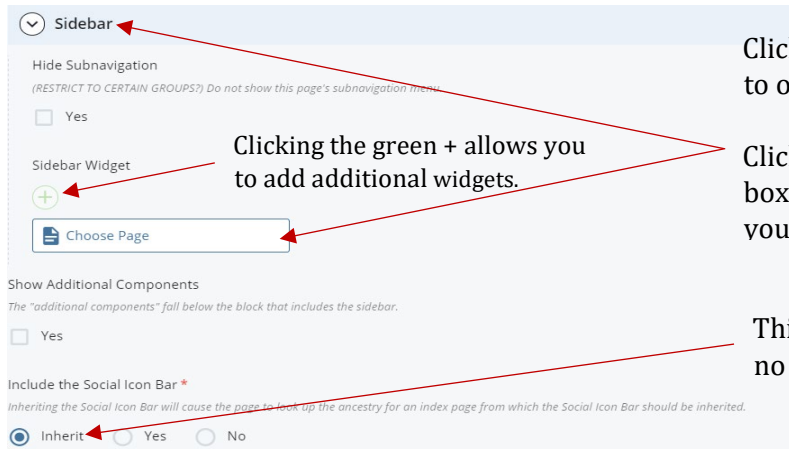 Sidebar
Hide Subnavigation
(RESTRICT TO CERTAIN GROUPS?) Do not show this page's subnavigation menu.
Yes
Sidebar Widget
Choose Page
Clicking the green + allows you
to add additional widgets.
Show Additional Components
The "additional components" fall below the block that includes the sidebar.
Yes
Include the Social Icon Bar *
Inheriting the Social Icon Bar will cause the page to look up the ancestry for an index page from which the Social Icon Bar should be inherited.
Inherit Yes No
to
box
you
no